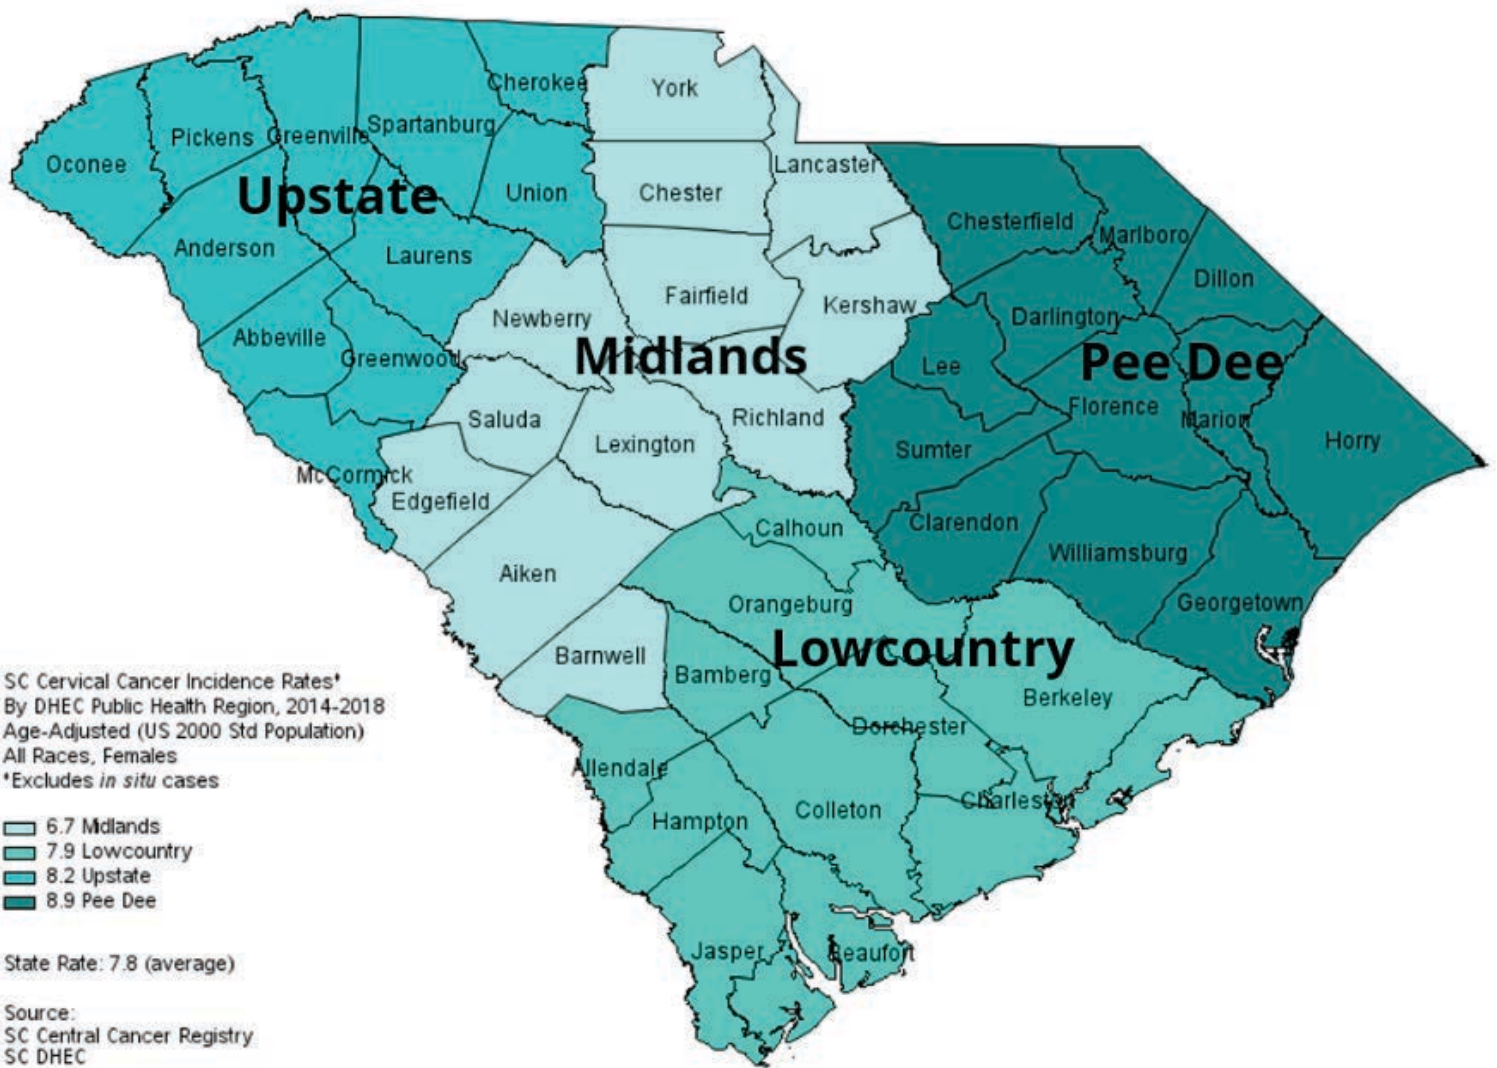 Cherokee
York
Pickens
Greenville
Spartanburg
Oconee
Lancaster
Union
Chester
Upstate
Chesterfield
Marlboro
Anderson
Laurens
Dillon
Fairfield
Kershaw
Newberry
Darlington
Abbeville
Greenwood
Midlands
Lee
Pee Dee
Florence
Saluda
Richland
Marion
Lexington
Sumter
Horry
McCormick
Edgefield
Calhoun
Clarendon
Williamsburg
Aiken
Orangeburg
Georgetown
Lowcountry
Barnwell
Bamberg
Berkeley
Dorchester
Allendale
Charleston
Colleton
Hampton
Jasper
Beaufort
SC Cervical Cancer Incidence Rates*
By DHEC Public Health Region, 2014-2018
Age-Adjusted (US 2000 Std Population)
All Races, Females
*Excludes in situ cases
6.7 Midlands
7.9 Lowcountry
8.2 Upstate
8.9 Pee Dee
State Rate: 7.8 (average)
Source:
SC Central Cancer Registry
SC DHEC